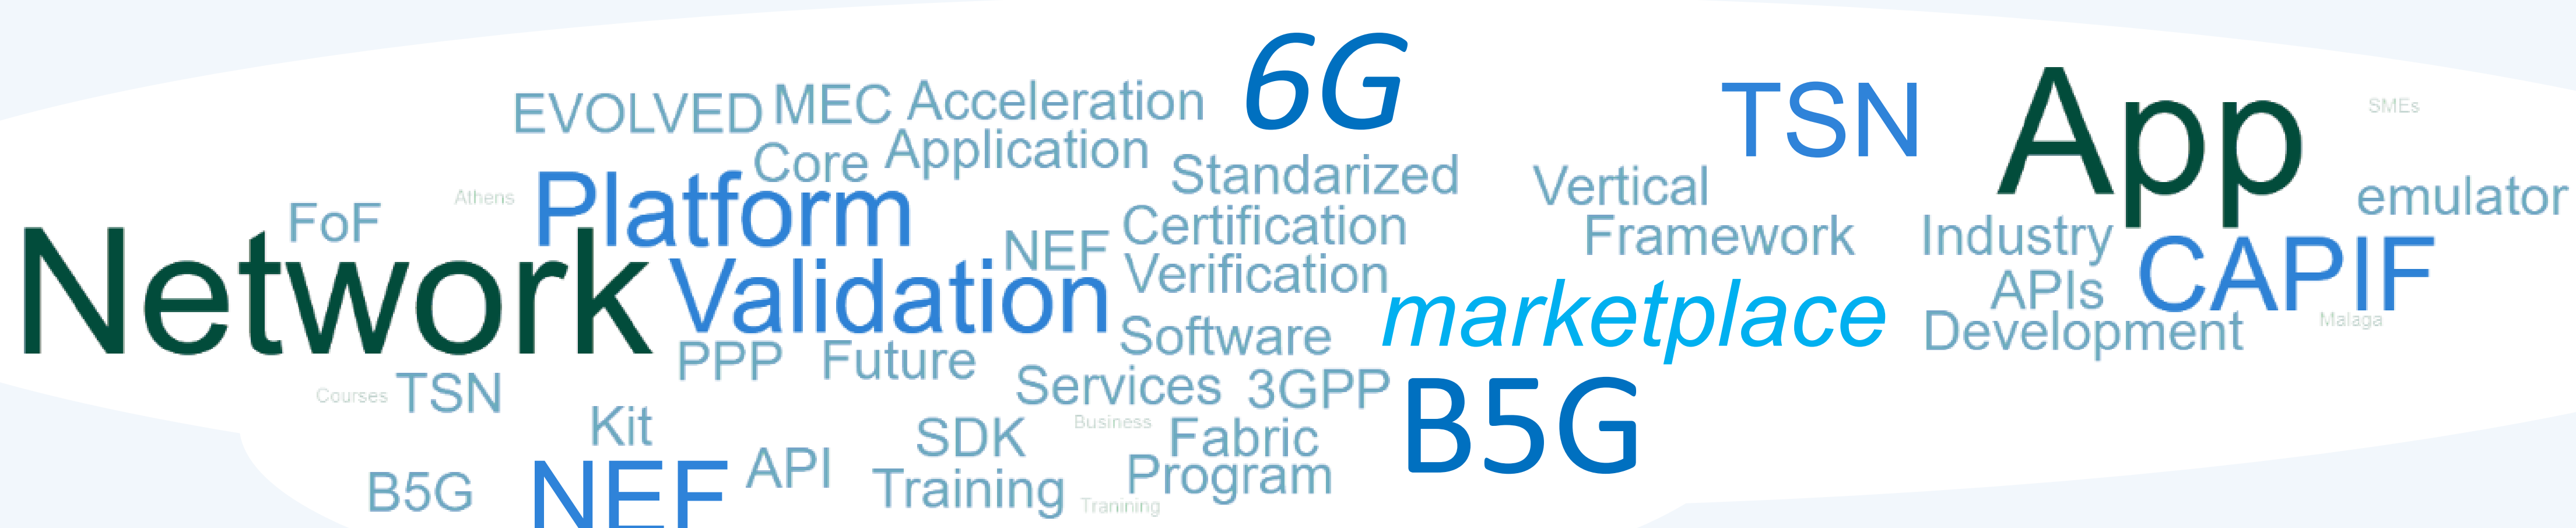 6G
EVOLVED MEC Acceleration
TSN
App
SMEs
Core Application
Standarized
Vertical
Athens
Platform
emulator
FoF
Certification
Framework
Industry
Network
NEF
Verification
CAPIF
Validation
APIs
marketplace
Malaga
Software
Development
PPP Future
Courses TSN
Services 3GPP
B5G
Kit
SDK
Business
Fabric
API
Training
Program
B5G
NEF
Tranining